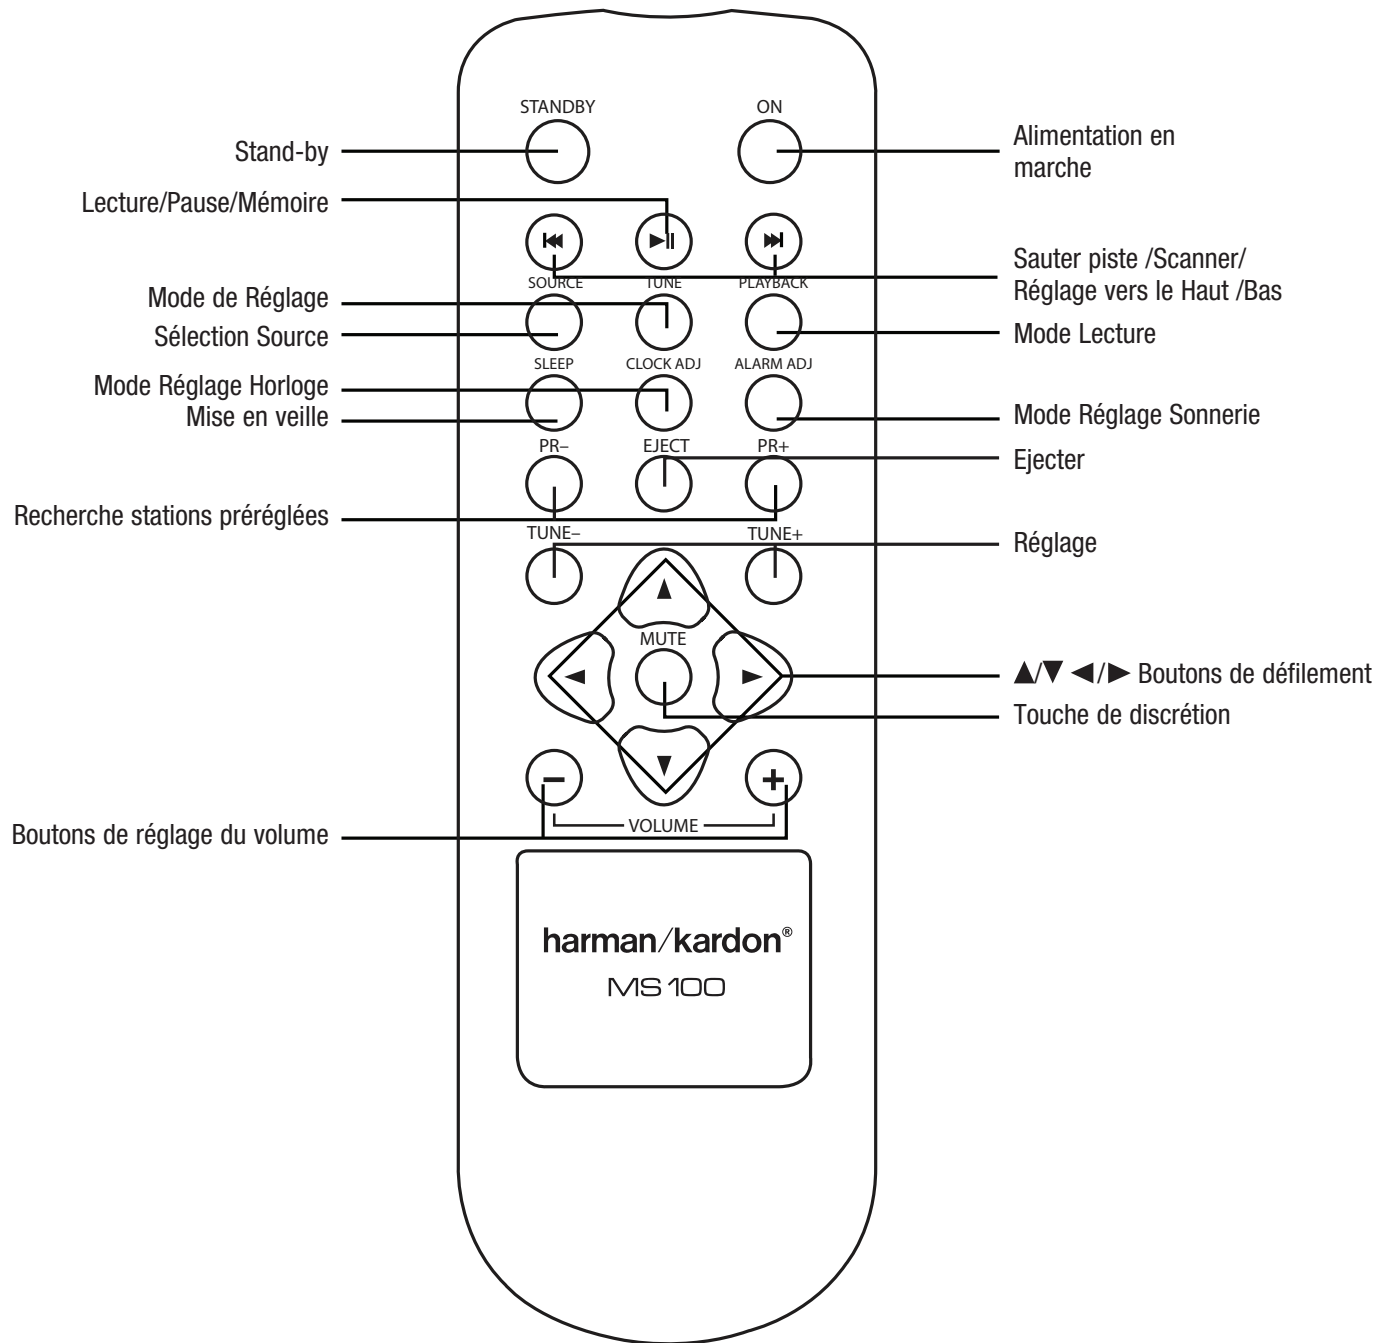 STANDBY ON
Stand-by
Alimentation en
marche
Lecture/Pause/Mémoire
Sauter piste /Scanner/
Réglage vers le Haut /Bas
SOURCE TUNE PLAYBACK
Mode de Réglage
Sélection Source
Mode Lecture
SLEEP CLOCK ADJ ALARM ADJ
Mode Réglage Horloge
Mise en veille
Mode Réglage Sonnerie
PR– EJECT PR+
Ejecter
Recherche stations préréglées
TUNE– TUNE+
Réglage
MUTE
▲/▼ ◄/► Boutons de défilement
Touche de discrétion
– +
VOLUME
Boutons de réglage du volume
harman/kardon®
MS 100